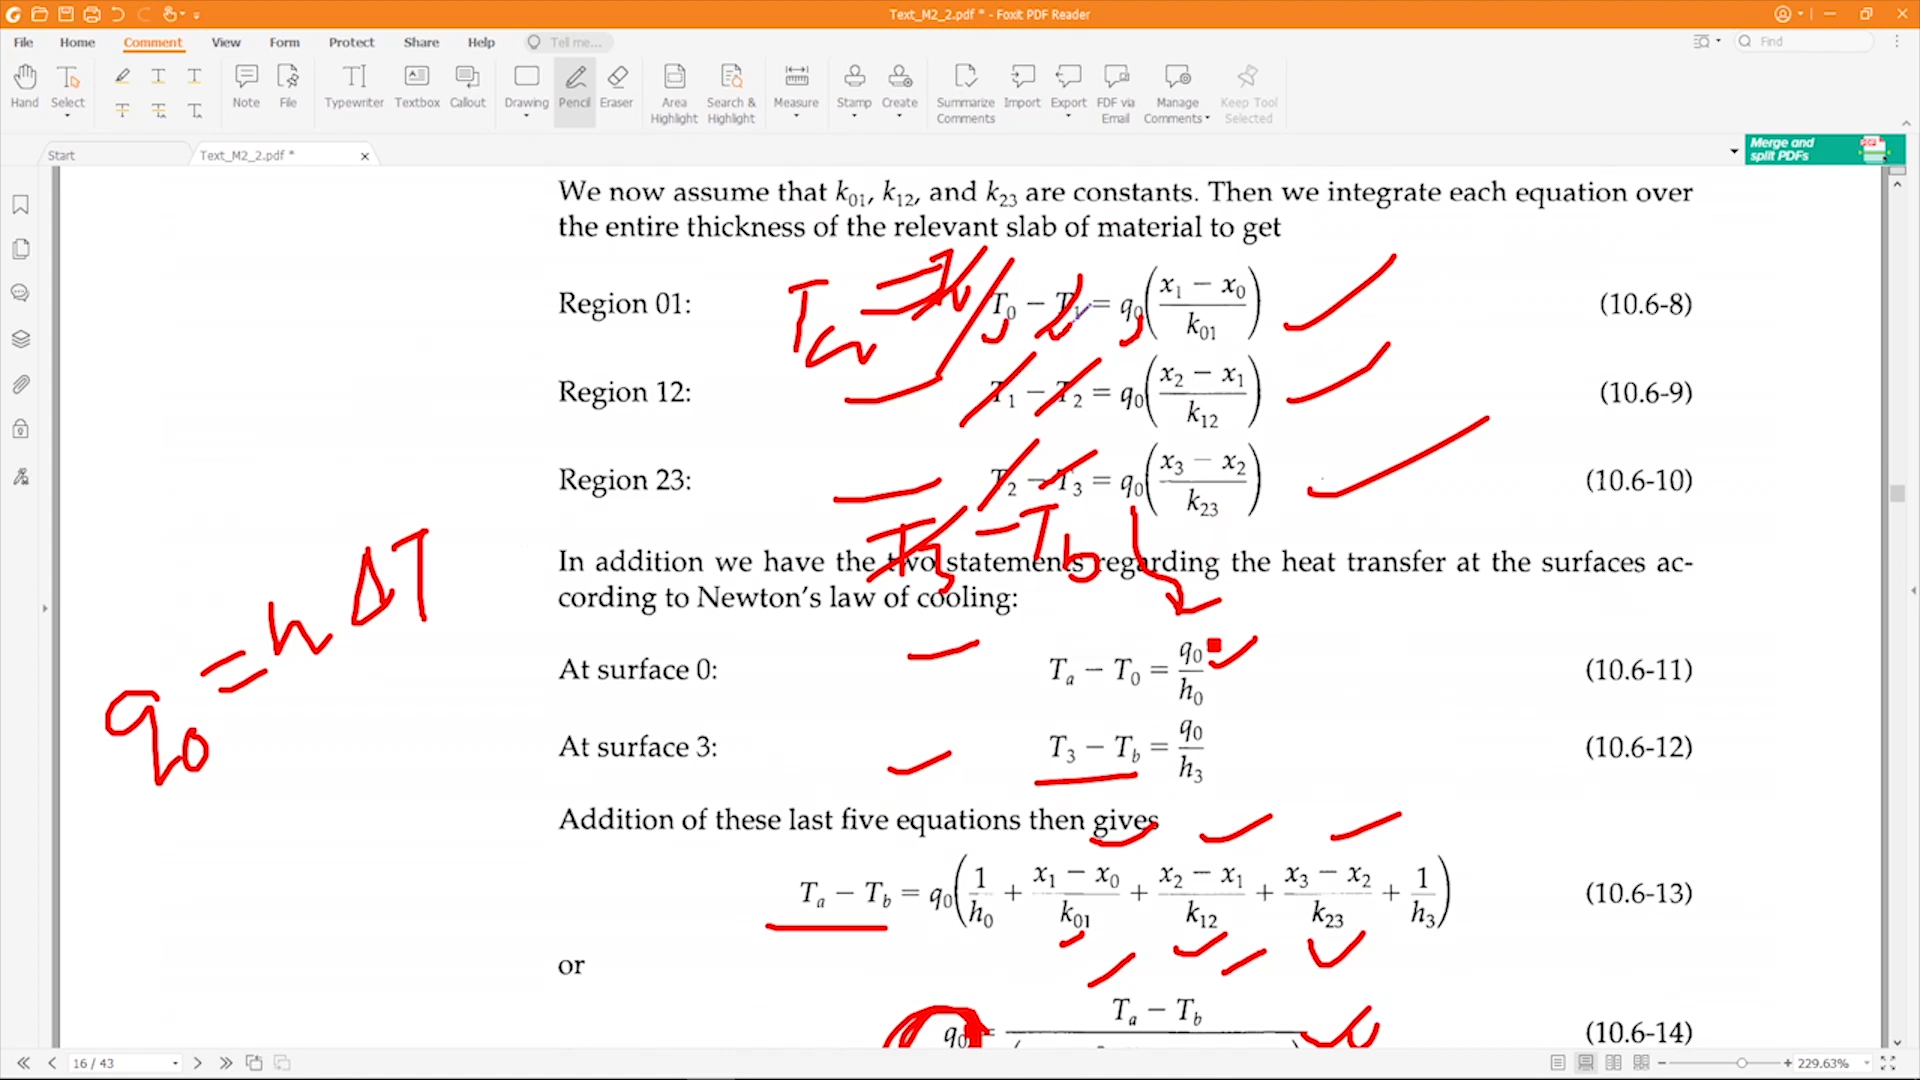 Text_M2_2.pdf * - Foxit PDF Reader
File Home Comment View Form Protect Share Help Tell me... Find
Hand Select Note File Typewriter Textbox Callout Drawing Pencil Eraser Area Highlight Search & Highlight Measure Stamp Create Summarize Comments Import Export FDF via Email Manage Comments Keep Tool Selected
Start Text_M2_2.pdf * Merge and split PDFs
We now assume that k₀₁, k₁₂, and k₂₃ are constants. Then we integrate each equation over
the entire thickness of the relevant slab of material to get
Region 01: T₀ − T₁ = q₀((x₁ − x₀)/k₀₁) (10.6-8)
Region 12: T₁ − T₂ = q₀((x₂ − x₁)/k₁₂) (10.6-9)
Region 23: T₂ − T₃ = q₀((x₃ − x₂)/k₂₃) (10.6-10)
T₃ − T_b
In addition we have the two statements regarding the heat transfer at the surfaces ac-
cording to Newton's law of cooling:
q₀ = h ΔT
At surface 0: Tₐ − T₀ = q₀/h₀ (10.6-11)
At surface 3: T₃ − T_b = q₀/h₃ (10.6-12)
Addition of these last five equations then gives
Tₐ − T_b = q₀(1/h₀ + (x₁ − x₀)/k₀₁ + (x₂ − x₁)/k₁₂ + (x₃ − x₂)/k₂₃ + 1/h₃) (10.6-13)
or
q₀ = Tₐ − T_b (10.6-14)
16 / 43 229.63%